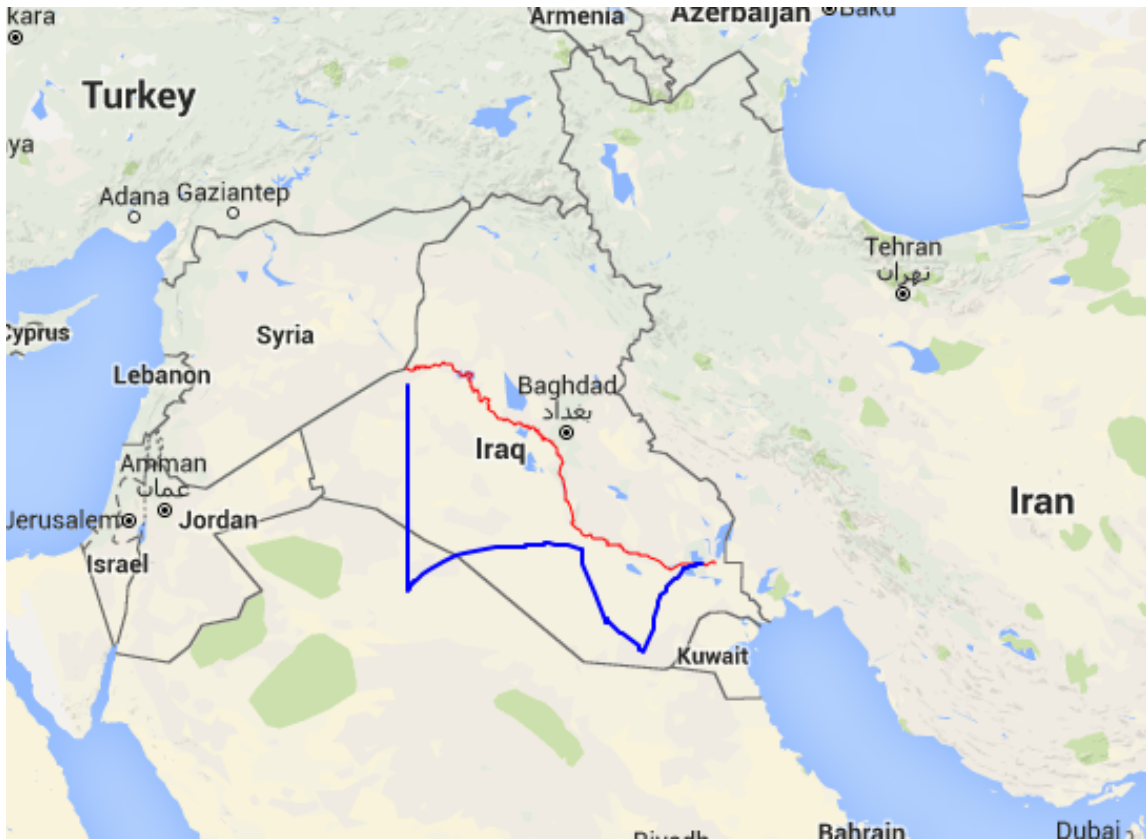 kara
Armenia
Azerbaijan
Baku
Turkey
ya
Adana
Gaziantep
Tehran
تهران
Cyprus
Syria
Lebanon
Baghdad
بغداد
Iraq
Amman
عمان
Jerusalem
Jordan
Iran
Israel
Kuwait
Riyadh
Bahrain
Dubai